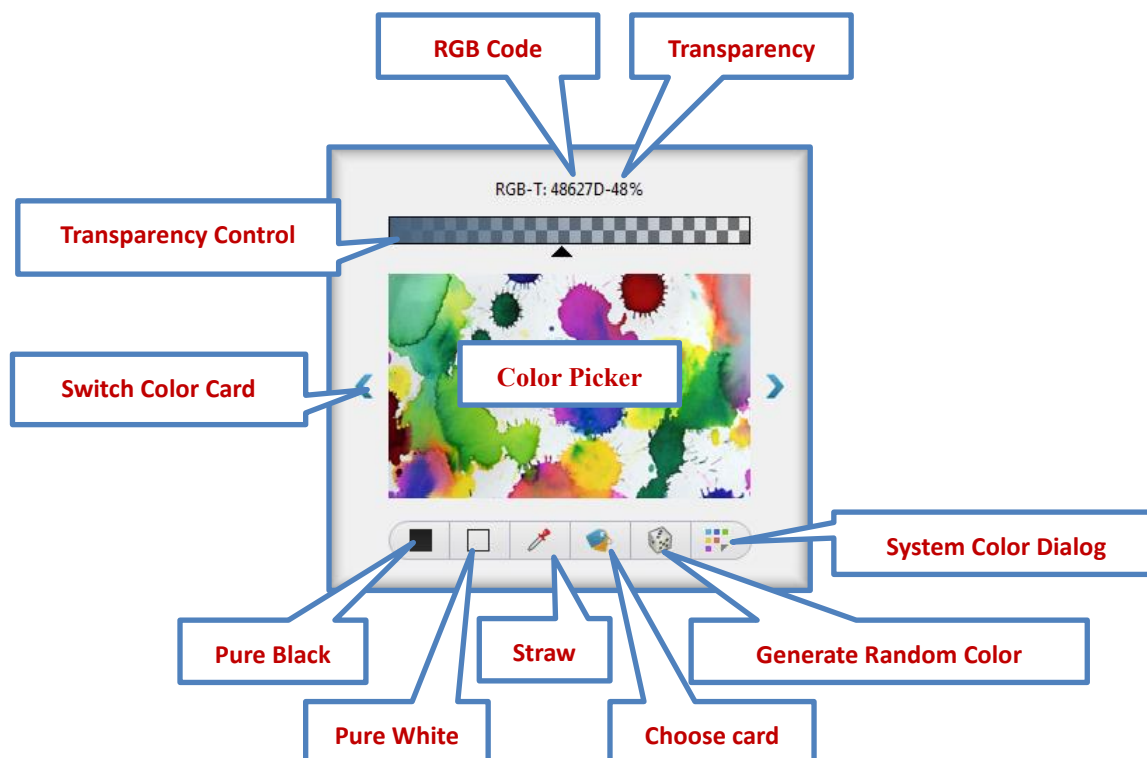 RGB Code
Transparency
RGB-T: 48627D-48%
Transparency Control
Switch Color Card
Color Picker
System Color Dialog
Pure Black
Straw
Generate Random Color
Pure White
Choose card